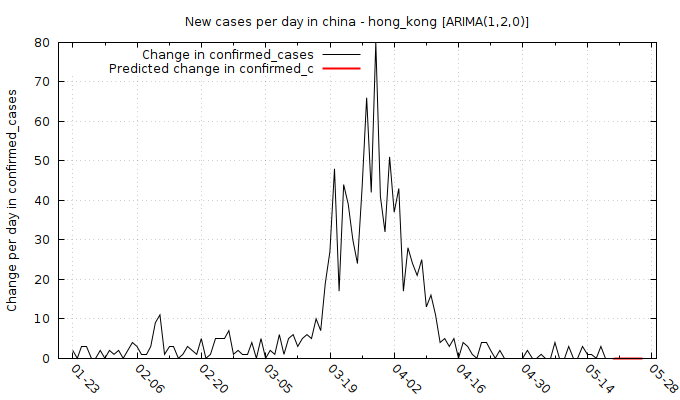 New cases per day in china - hong_kong [ARIMA(1,2,0)]
Change in confirmed_cases
Predicted change in confirmed_c
Change per day in confirmed_cases
80
70
60
50
40
30
20
10
0
01-23 02-06 02-20 03-05 03-19 04-02 04-16 04-30 05-14 05-28